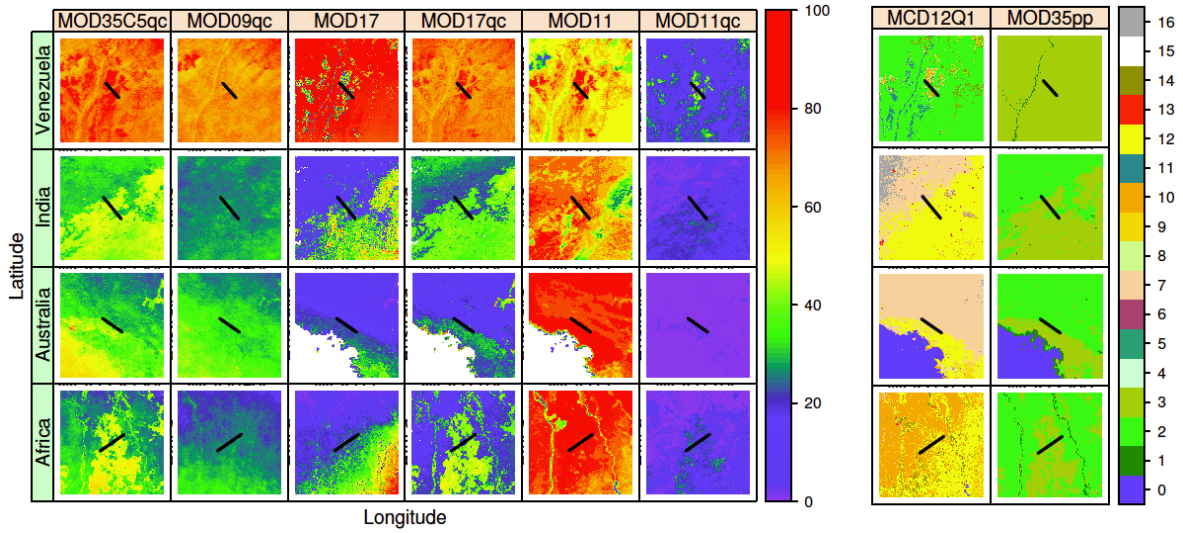 MOD35C5qc MOD09qc MOD17 MOD17qc MOD11 MOD11qc
MCD12Q1 MOD35pp
Latitude
Venezuela
India
Australia
Africa
Longitude
100
80
60
40
20
0
16
15
14
13
12
11
10
9
8
7
6
5
4
3
2
1
0